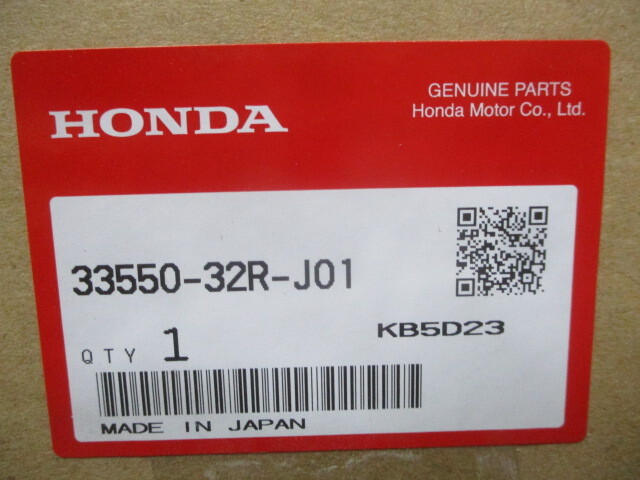 HONDA
GENUINE PARTS
Honda Motor Co., Ltd.
33550-32R-J01
QTY 1
KB5D23
MADE IN JAPAN